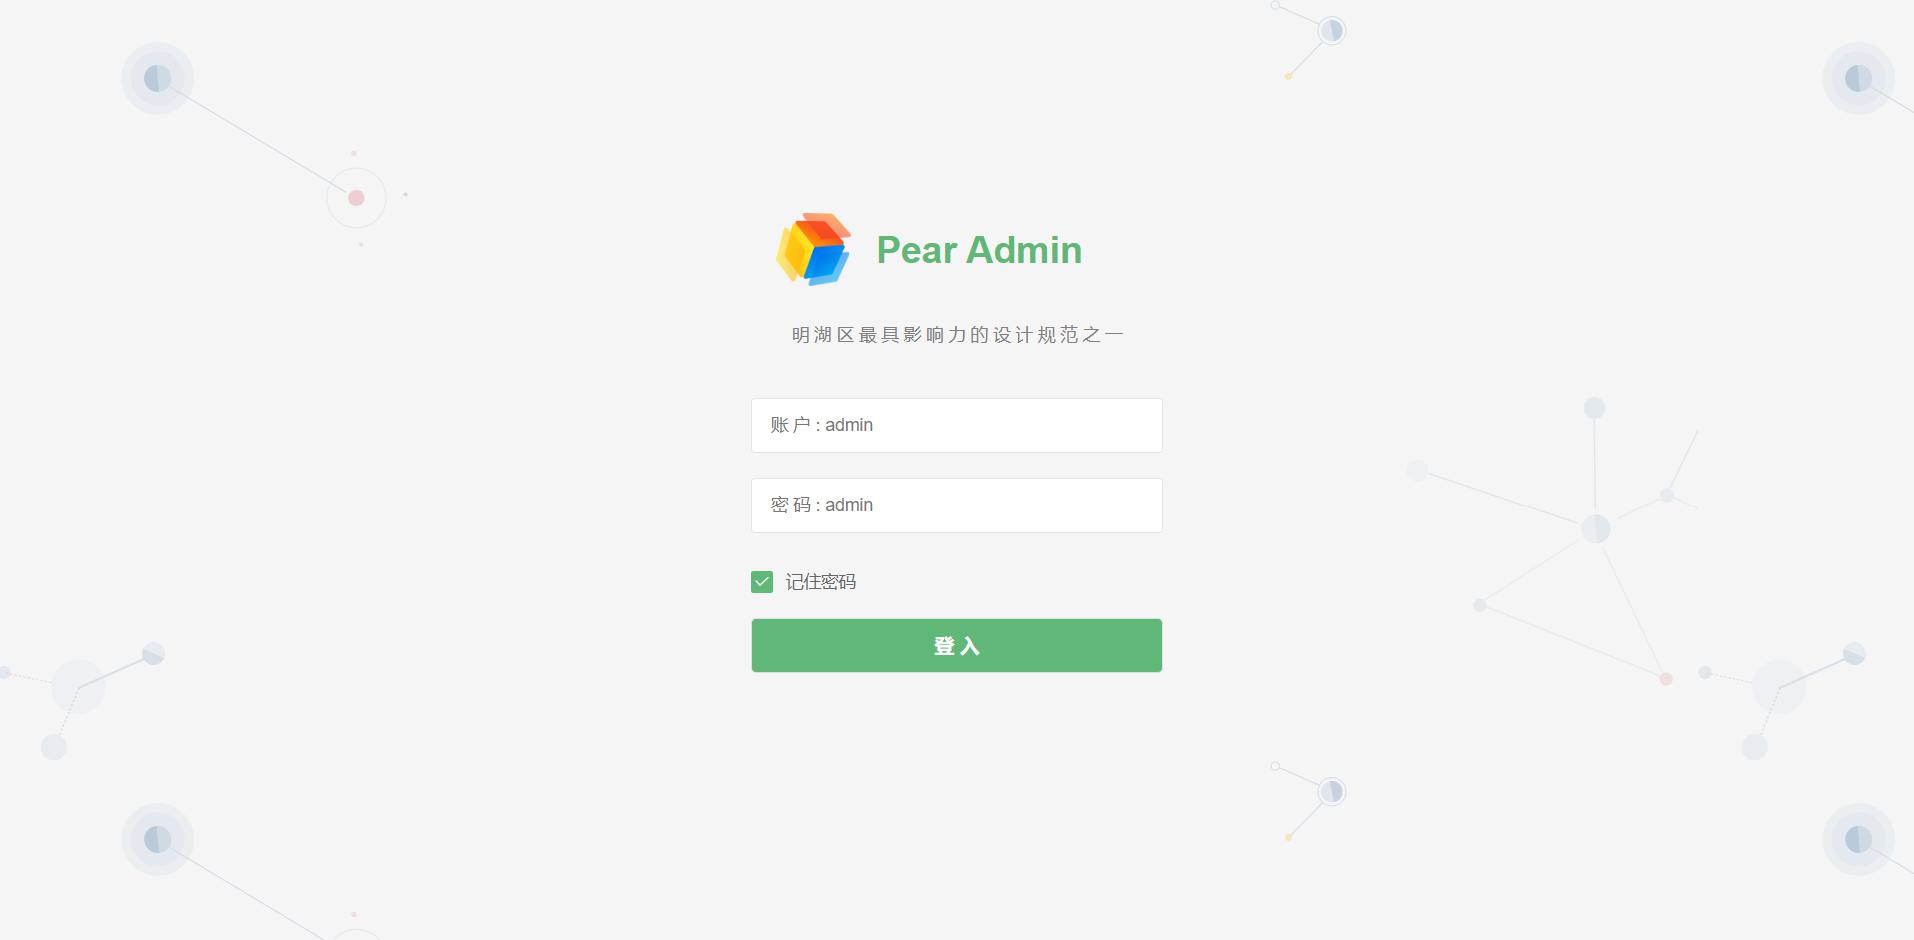 Pear Admin
明湖区最具影响力的设计规范之一
账 户 : admin
密 码 : admin
记住密码
登 入